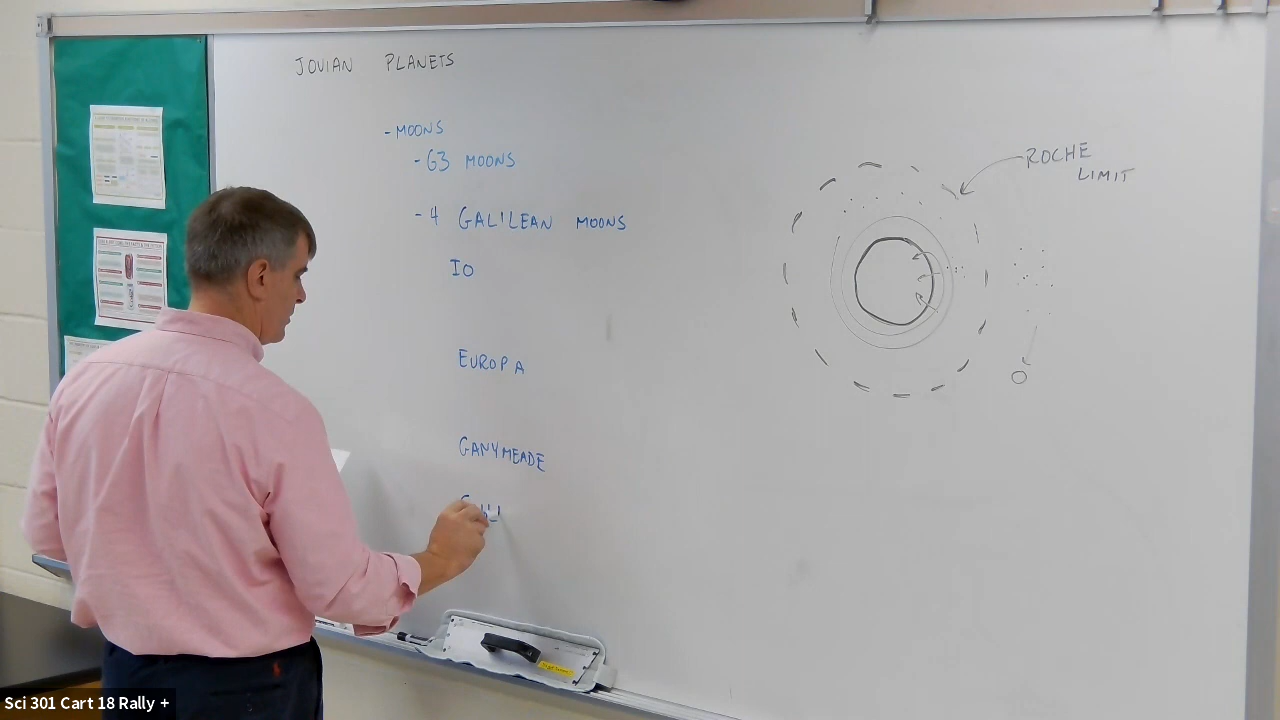 JOVIAN PLANETS
- MOONS
- 63 MOONS
- 4 GALILEAN MOONS
IO
EUROPA
GANYMEADE
ROCHE
LIMIT
Sci 301 Cart 18 Rally +